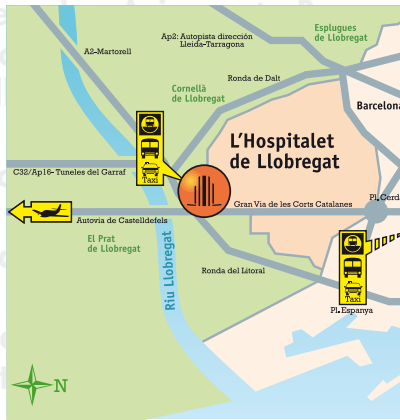 Esplugues
de Llobregat
Ap2: Autopista dirección
Lleida-Tarragona
A2-Martorell
Ronda de Dalt
Cornellà
de Llobregat
Barcelona
L'Hospitalet
de Llobregat
C32/Ap16- Tuneles del Garraf
Taxi
Pl. Cerd
Gran Via de les Corts Catalanes
Autovia de Castelldefels
El Prat
de Llobregat
Riu Llobregat
Ronda del Litoral
Taxi
Pl. Espanya
N